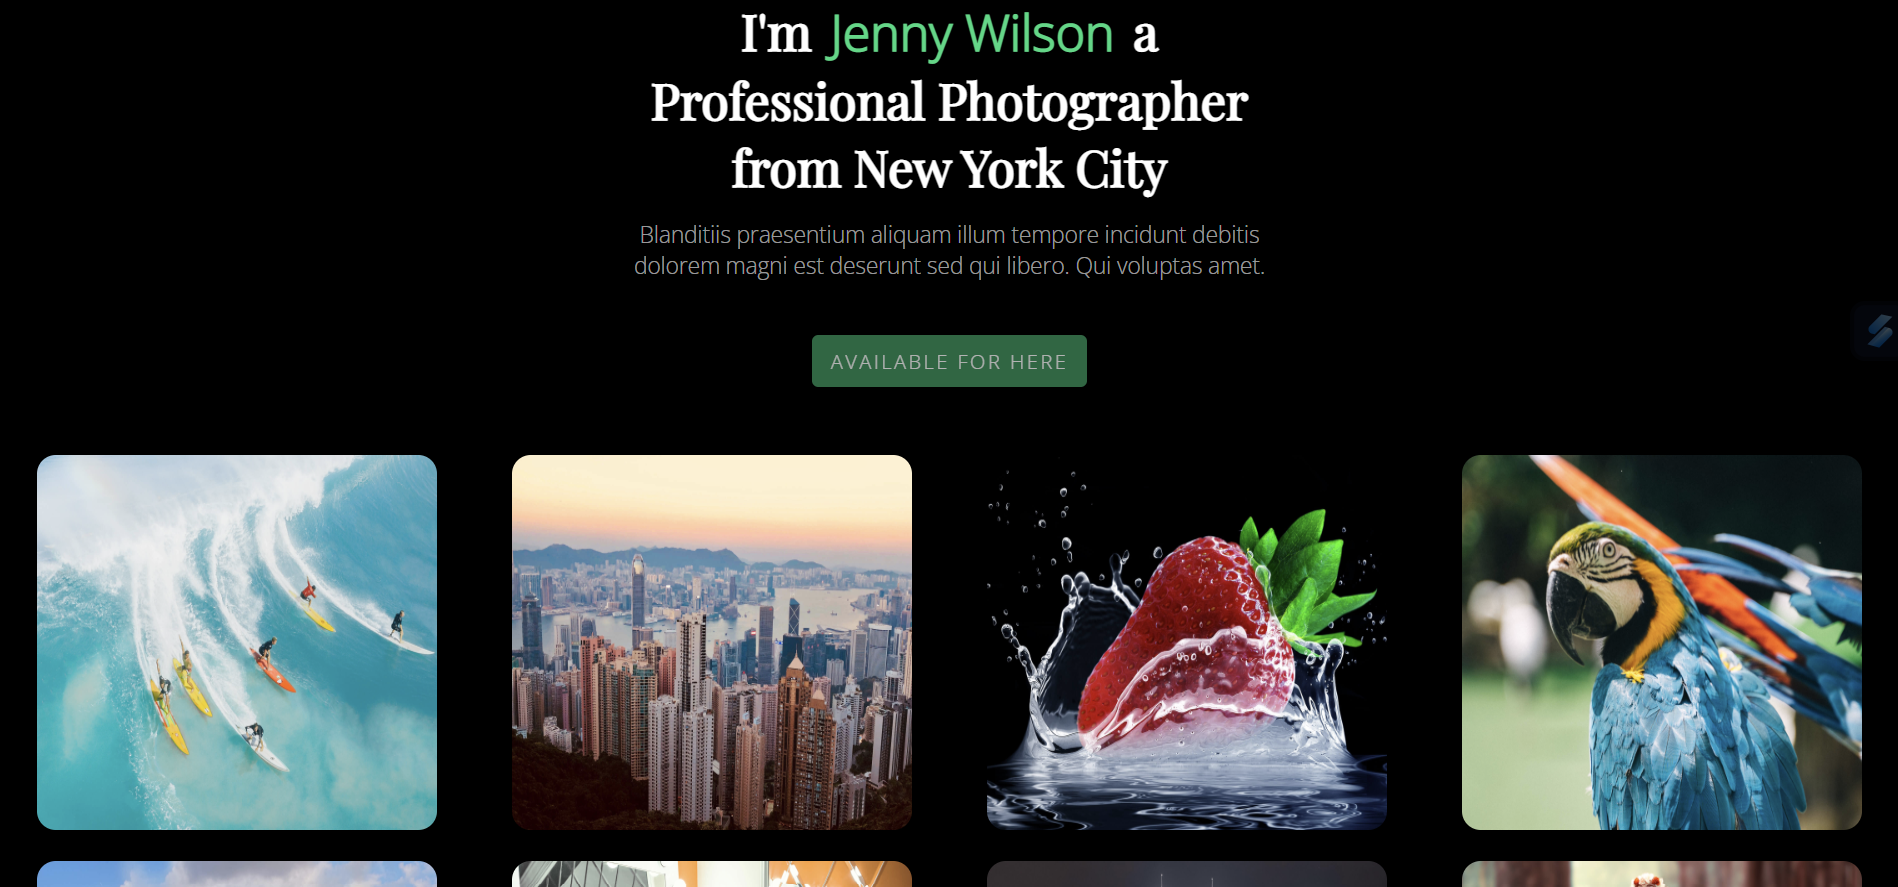 I'm Jenny Wilson a
Professional Photographer
from New York City
Blanditiis praesentium aliquam illum tempore incidunt debitis
dolorem magni est deserunt sed qui libero. Qui voluptas amet.
AVAILABLE FOR HERE